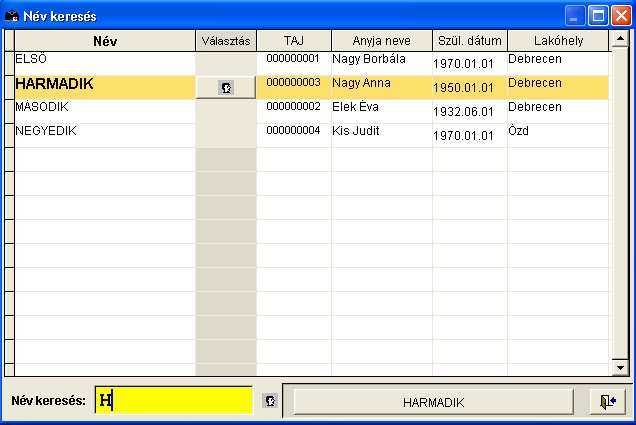 Név keresés
Név Választás TAJ Anyja neve Szül. dátum Lakóhely
ELSŐ 000000001 Nagy Borbála 1970.01.01 Debrecen
HARMADIK 000000003 Nagy Anna 1950.01.01 Debrecen
MÁSODIK 000000002 Elek Éva 1932.06.01 Debrecen
NEGYEDIK 000000004 Kis Judit 1970.01.01 Ózd
Név keresés: H HARMADIK